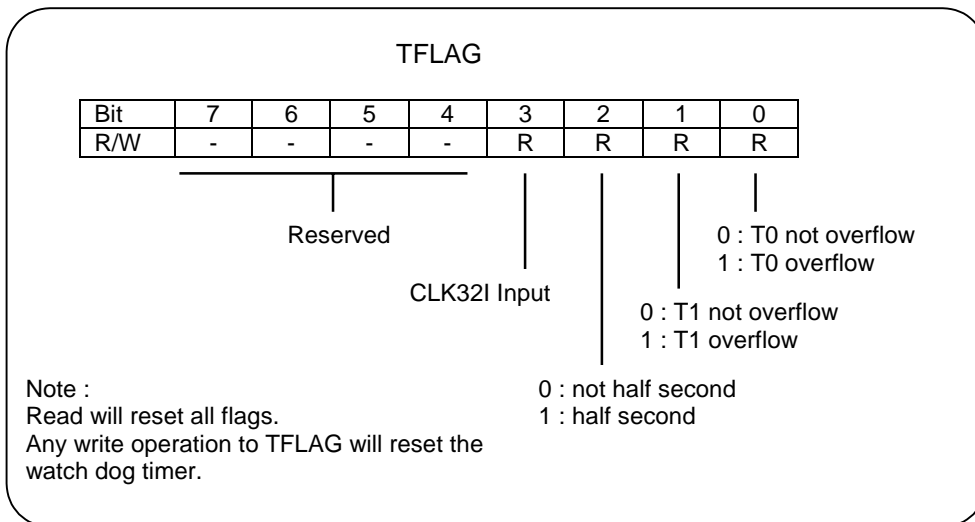 TFLAG
Bit 7 6 5 4 3 2 1 0
R/W - - - - R R R R
Reserved
0 : T0 not overflow
1 : T0 overflow
CLK32I Input
0 : T1 not overflow
1 : T1 overflow
Note :
Read will reset all flags.
Any write operation to TFLAG will reset the
watch dog timer.
0 : not half second
1 : half second